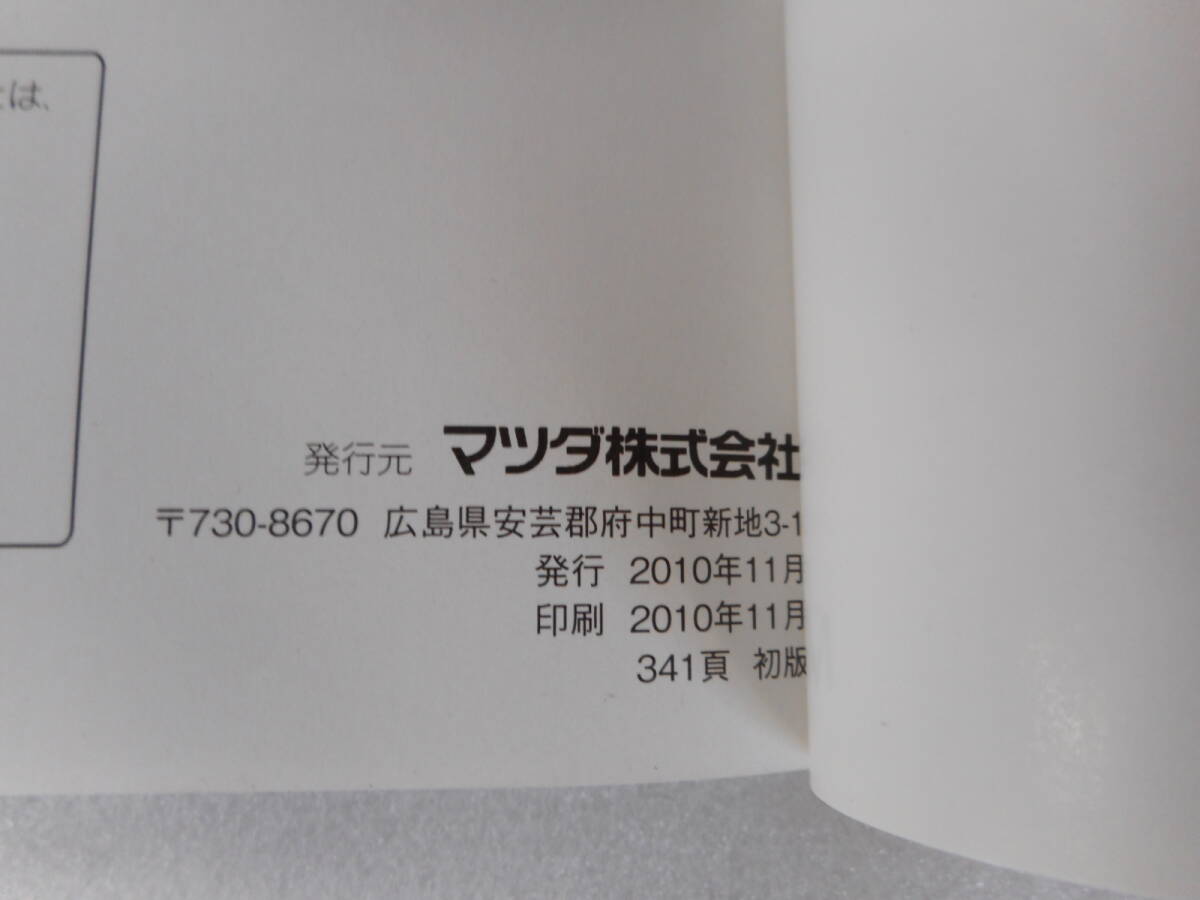 は、
発行元 マツダ株式会社
〒730-8670 広島県安芸郡府中町新地3-1
発行 2010年11月
印刷 2010年11月
341頁 初版